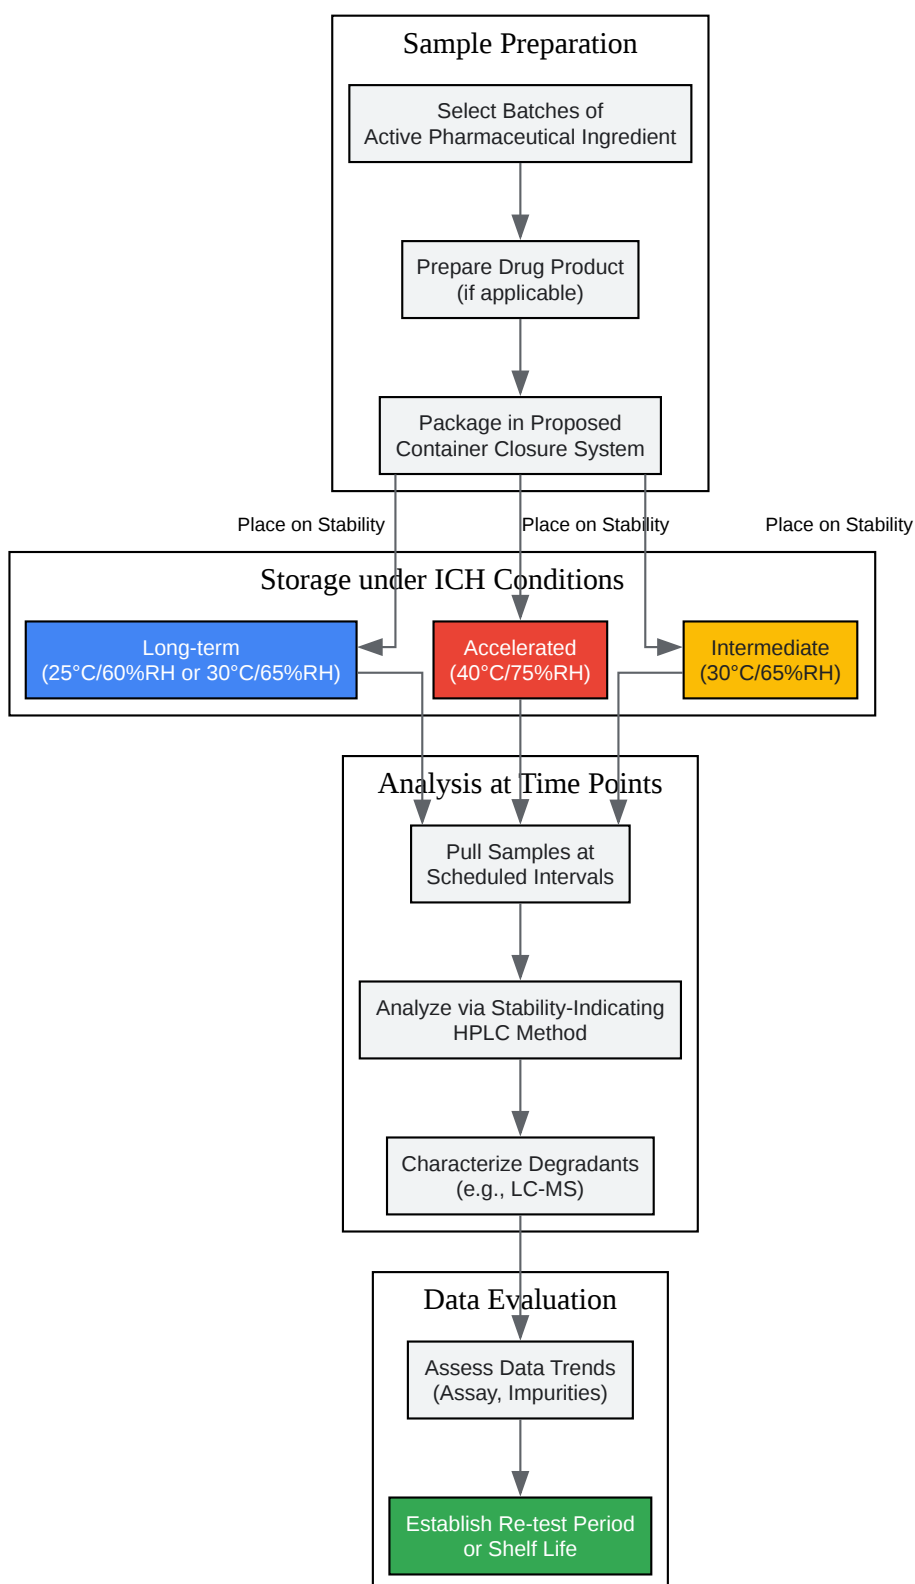 Sample Preparation
Select Batches of
Active Pharmaceutical Ingredient
Prepare Drug Product
(if applicable)
Package in Proposed
Container Closure System
Place on Stability
Place on Stability
Place on Stability
Storage under ICH Conditions
Long-term
(25°C/60%RH or 30°C/65%RH)
Accelerated
(40°C/75%RH)
Intermediate
(30°C/65%RH)
Analysis at Time Points
Pull Samples at
Scheduled Intervals
Analyze via Stability-Indicating
HPLC Method
Characterize Degradants
(e.g., LC-MS)
Data Evaluation
Assess Data Trends
(Assay, Impurities)
Establish Re-test Period
or Shelf Life